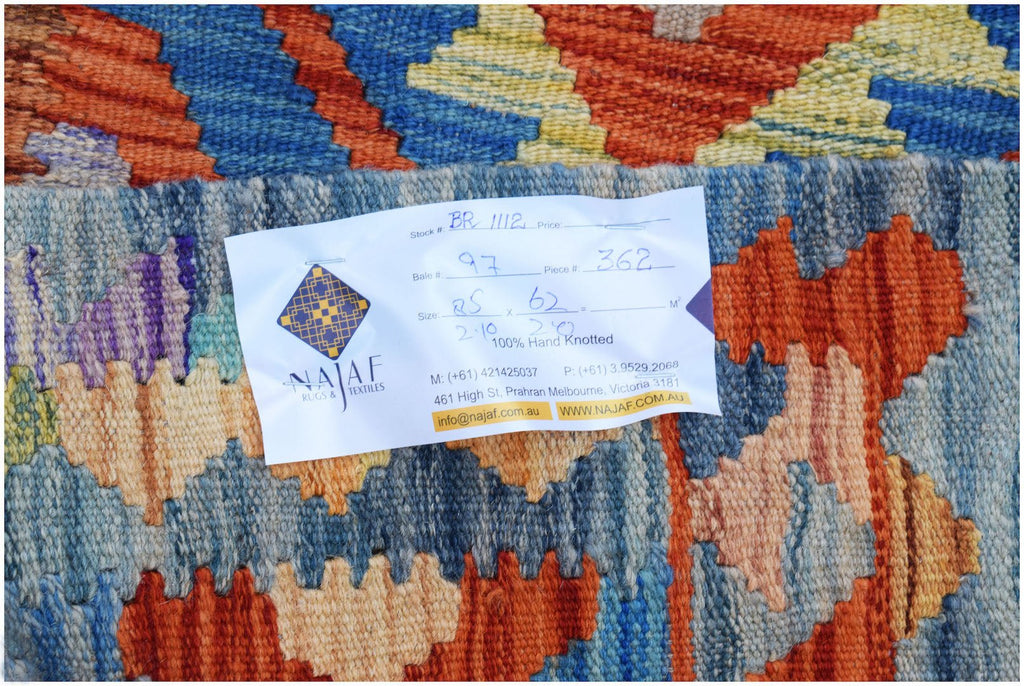 Stock #: BR 1112 Price:
Bale #: 97 Piece #: 362
Size: 85 x 62 = M²
2.10 2.0
100% Hand Knotted
NAJAF
RUGS & TEXTILES
M: (+61) 421425037 P: (+61) 3.9529.2068
461 High St, Prahran Melbourne, Victoria 3181
info@najaf.com.au WWW.NAJAF.COM.AU